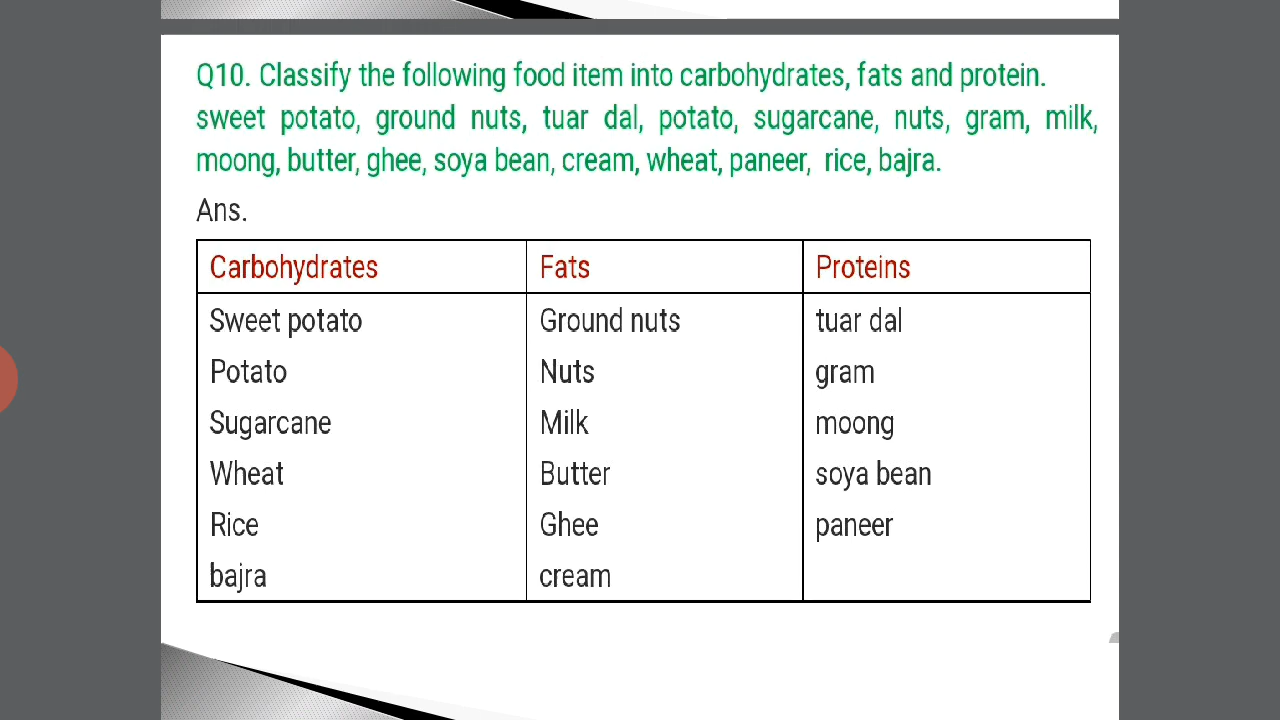 Q10. Classify the following food item into carbohydrates, fats and protein.
sweet potato, ground nuts, tuar dal, potato, sugarcane, nuts, gram, milk,
moong, butter, ghee, soya bean, cream, wheat, paneer, rice, bajra.
Ans.
Carbohydrates Fats Proteins
Sweet potato Ground nuts tuar dal
Potato Nuts gram
Sugarcane Milk moong
Wheat Butter soya bean
Rice Ghee paneer
bajra cream